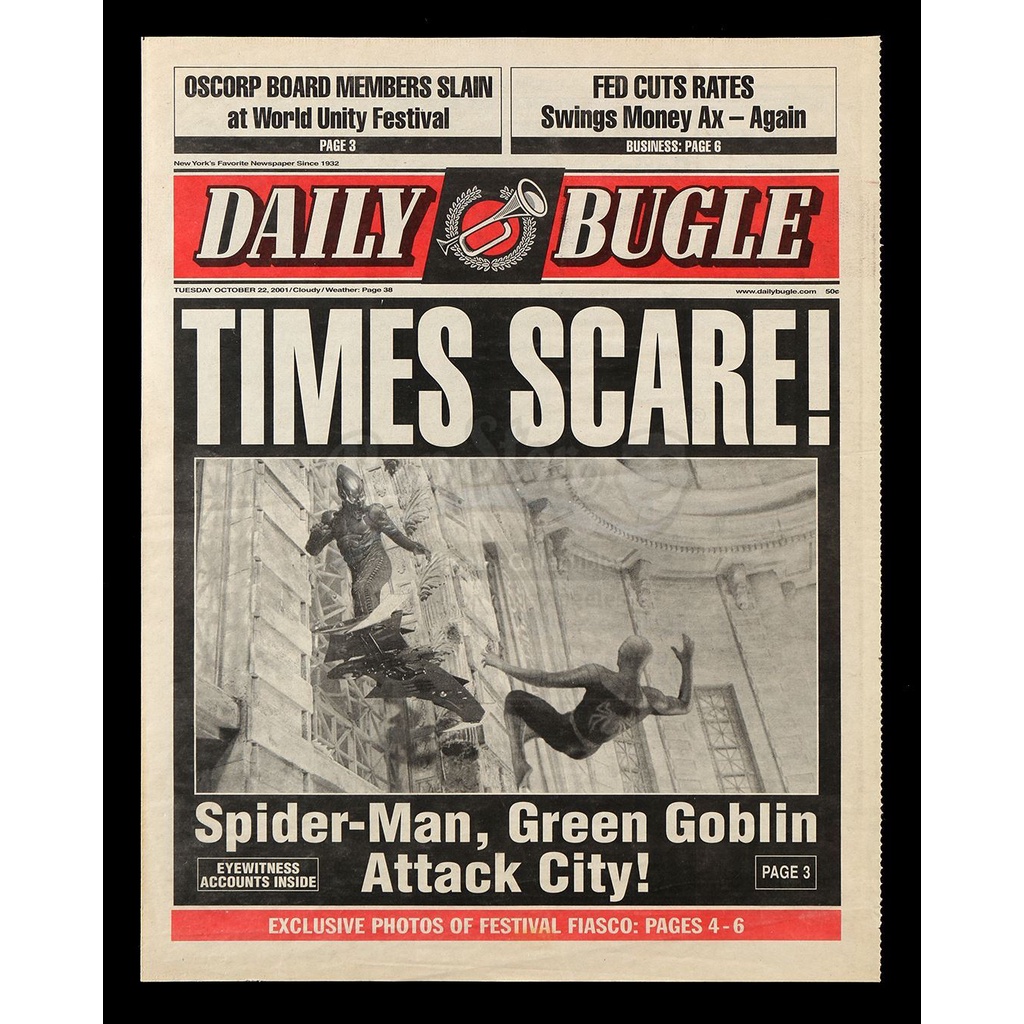 OSCORP BOARD MEMBERS SLAIN
at World Unity Festival
PAGE 3
FED CUTS RATES
Swings Money Ax – Again
BUSINESS: PAGE 6
New York's Favorite Newspaper Since 1932
DAILY BUGLE
TUESDAY OCTOBER 22, 2001/Cloudy/Weather: Page 38
www.dailybugle.com 50¢
TIMES SCARE!
Spider-Man, Green Goblin
Attack City!
EYEWITNESS
ACCOUNTS INSIDE
PAGE 3
EXCLUSIVE PHOTOS OF FESTIVAL FIASCO: PAGES 4-6